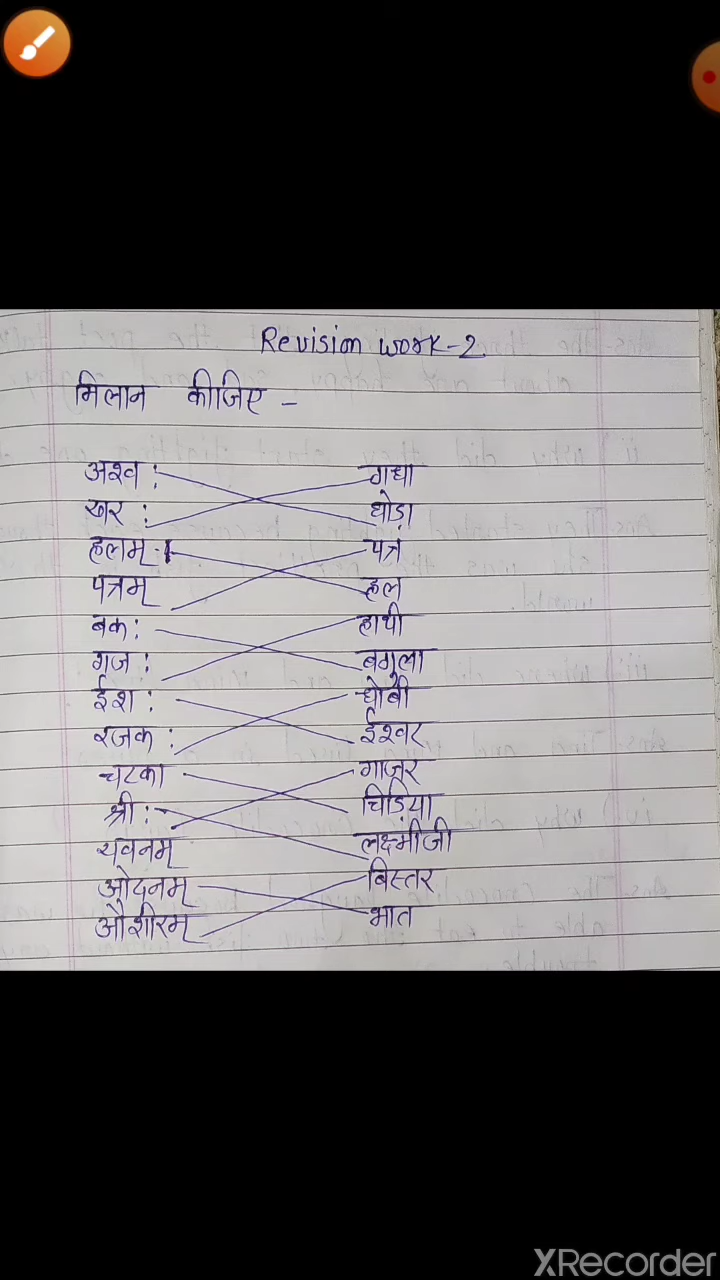 Revision work-2
मिलान कीजिए -
अश्व: गधा
खर: घोड़ा
हलम् पत्रं
पत्रम् हल
बक: हाथी
गज: बगुला
ईश: धोबी
रजक: ईश्वर
चटका गाजर
श्री: चिड़िया
यवनम् लक्ष्मीजी
ओदनम् बिस्तर
औशीरम् भात
XRecorder